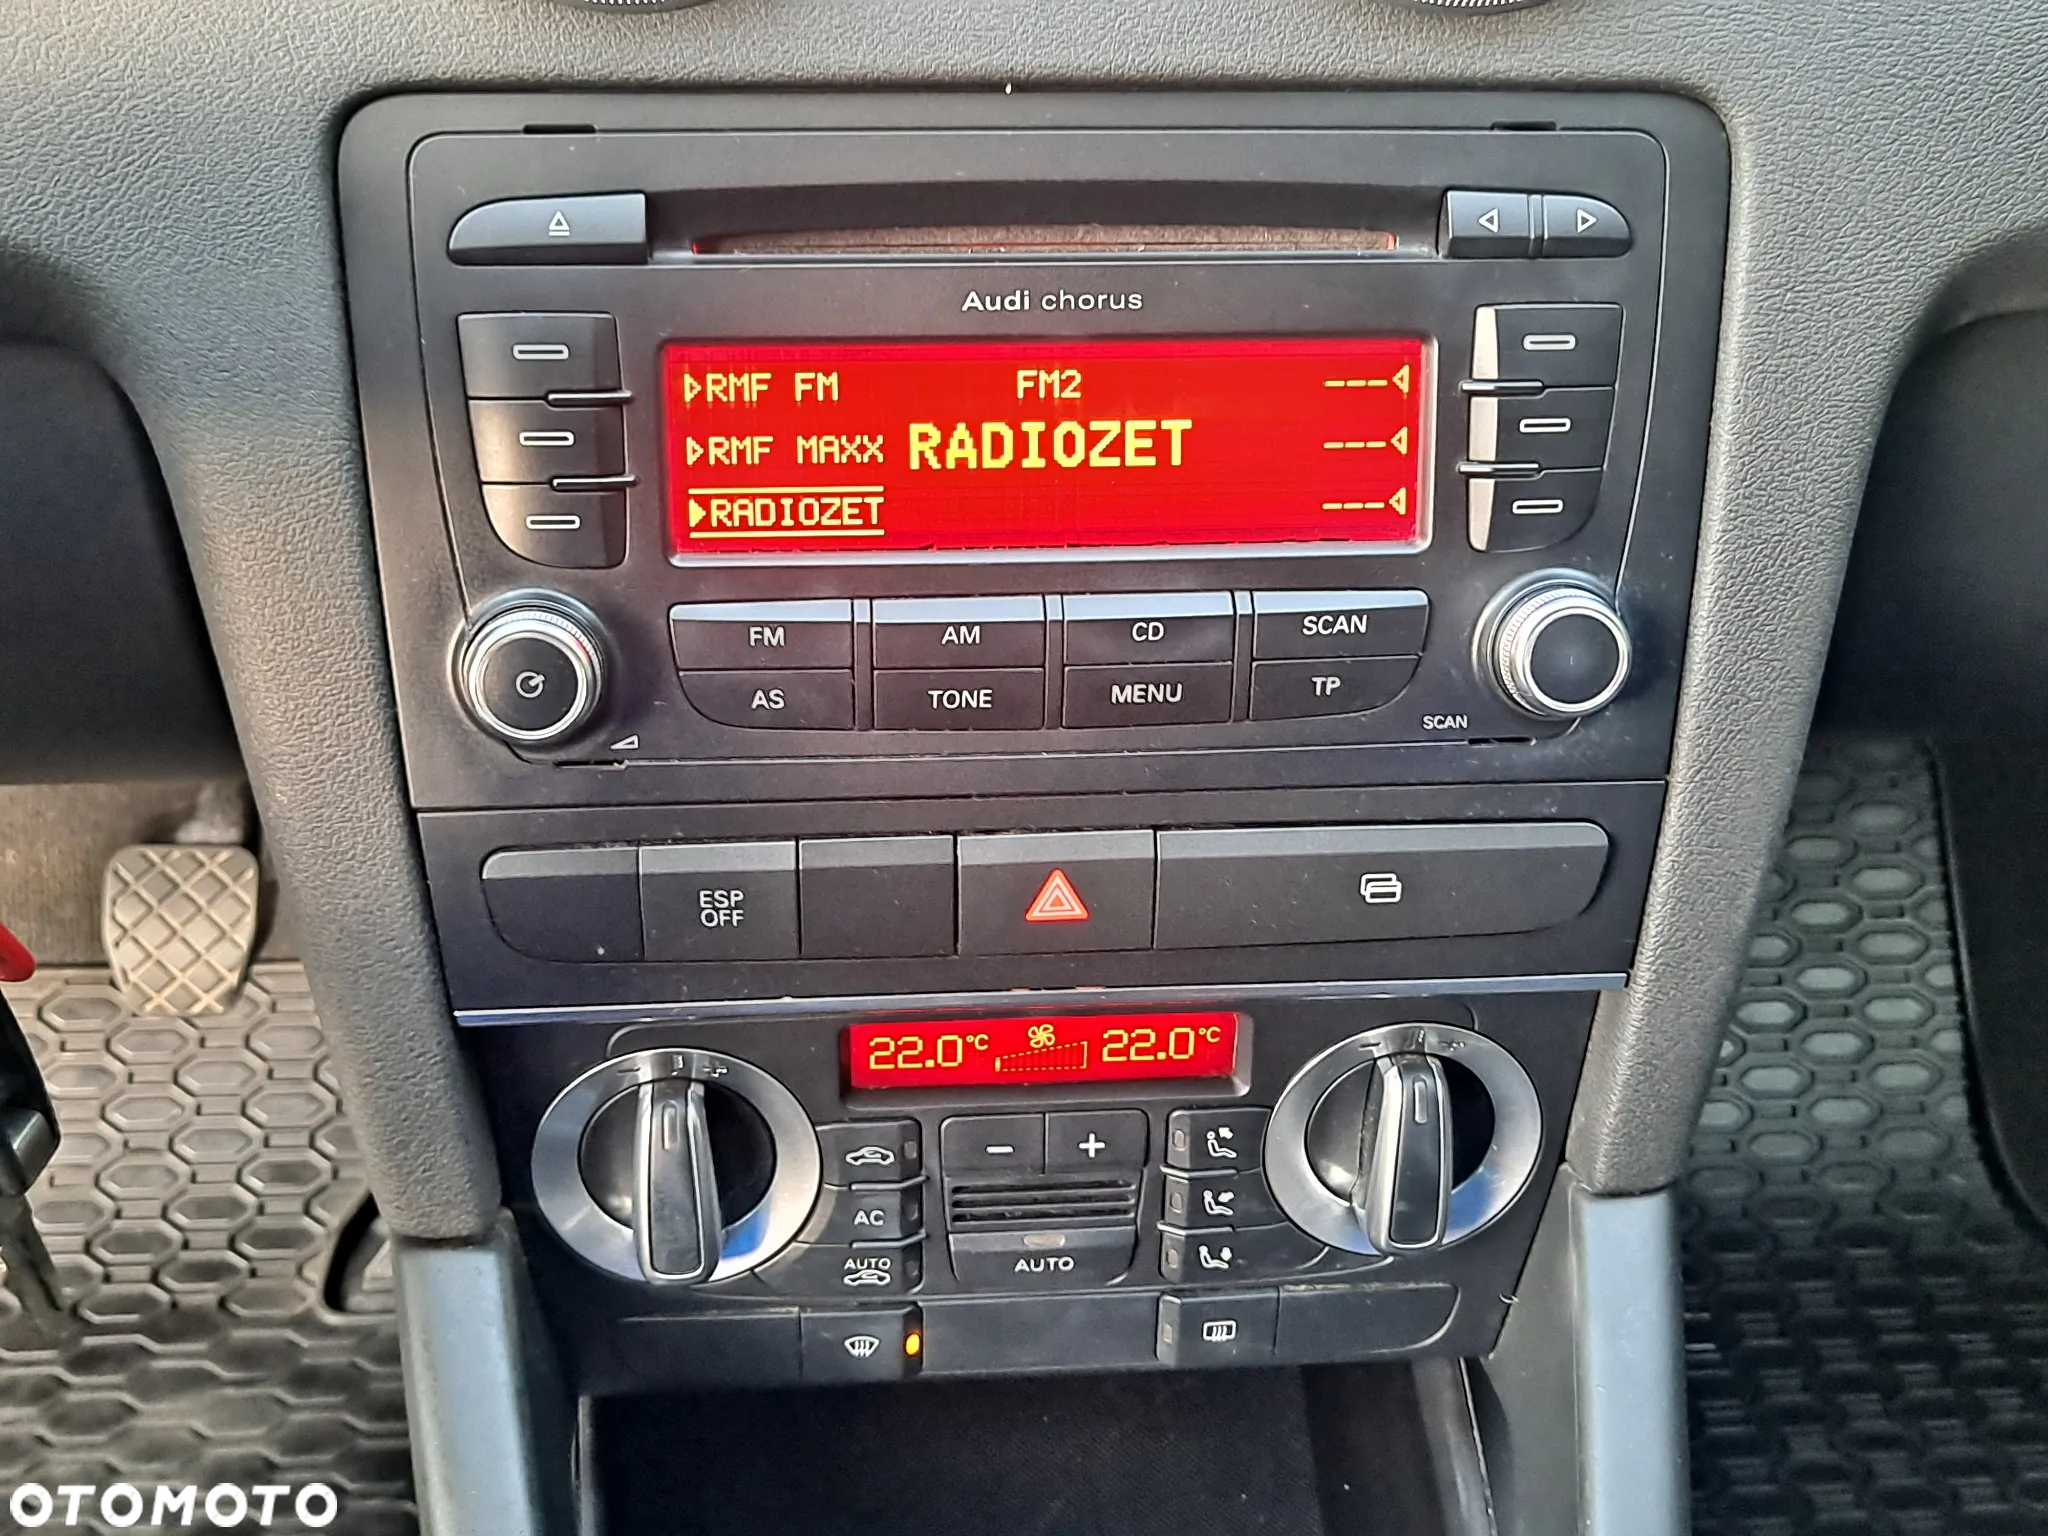 Audi chorus
RMF FM FM2 ---
RMF MAXX RADIOZET ---
RADIOZET ---
FM AM CD SCAN
AS TONE MENU TP
SCAN
ESP
OFF
22.0°C 22.0°C
- + - +
- +
AC
AUTO
AUTO
OTOMOTO